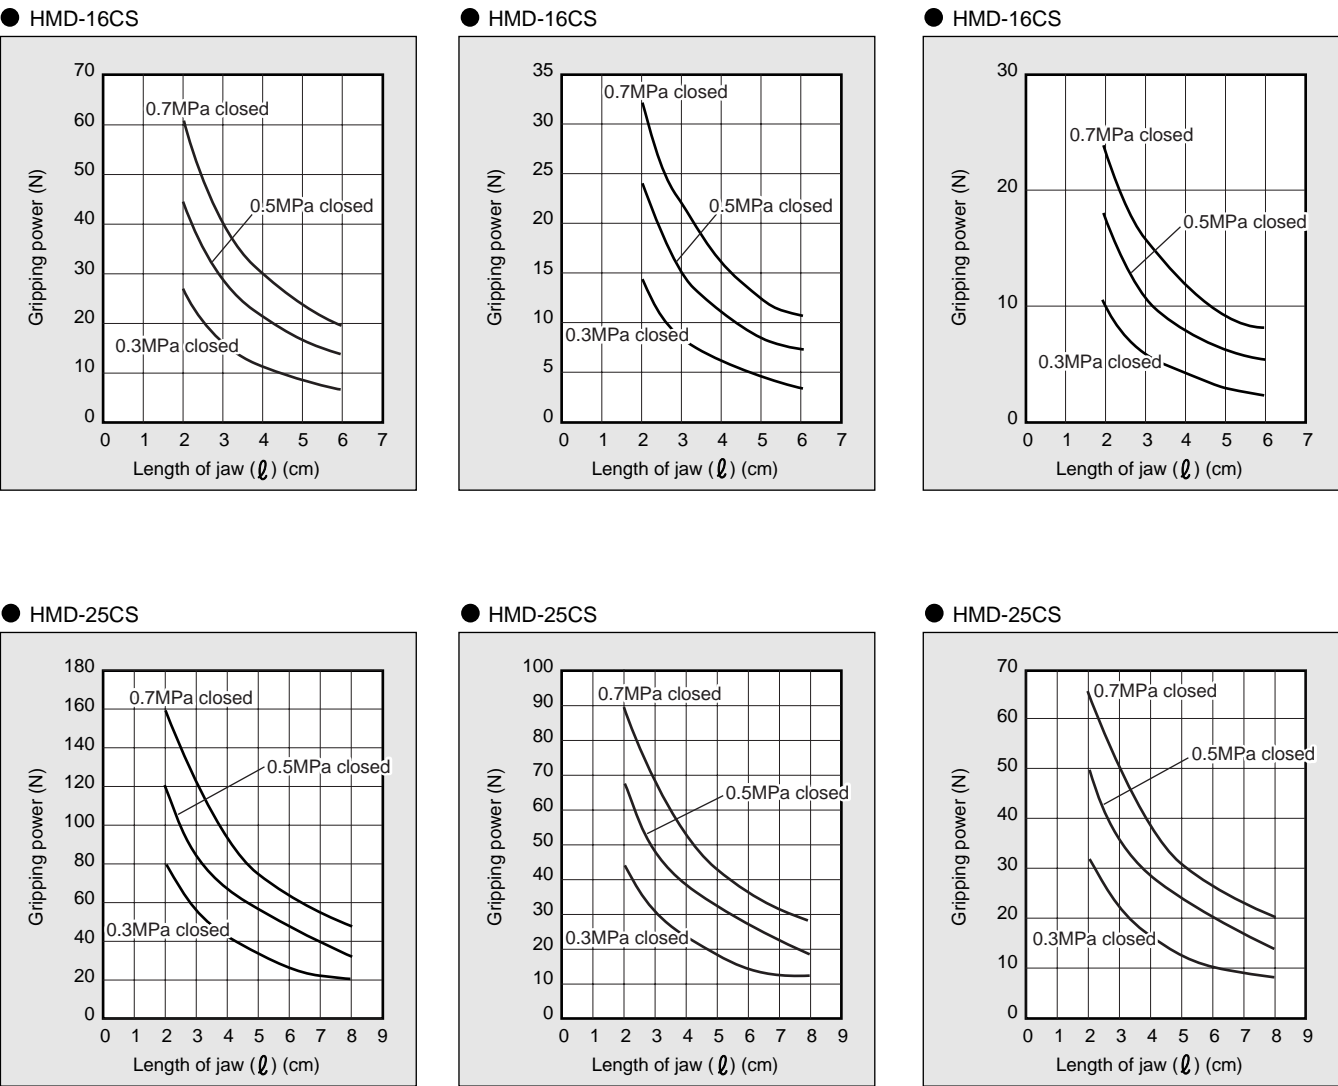 ● HMD-16CS
70
60
50
40
30
20
10
0
Gripping power (N)
0.7MPa closed
0.5MPa closed
0.3MPa closed
0 1 2 3 4 5 6 7
Length of jaw (ℓ) (cm)
● HMD-16CS
35
30
25
20
15
10
5
0
Gripping power (N)
0.7MPa closed
0.5MPa closed
0.3MPa closed
0 1 2 3 4 5 6 7
Length of jaw (ℓ) (cm)
● HMD-16CS
30
20
10
0
Gripping power (N)
0.7MPa closed
0.5MPa closed
0.3MPa closed
0 1 2 3 4 5 6 7
Length of jaw (ℓ) (cm)
● HMD-25CS
180
160
140
120
100
80
60
40
20
0
Gripping power (N)
0.7MPa closed
0.5MPa closed
0.3MPa closed
0 1 2 3 4 5 6 7 8 9
Length of jaw (ℓ) (cm)
● HMD-25CS
100
90
80
70
60
50
40
30
20
10
0
Gripping power (N)
0.7MPa closed
0.5MPa closed
0.3MPa closed
0 1 2 3 4 5 6 7 8 9
Length of jaw (ℓ) (cm)
● HMD-25CS
70
60
50
40
30
20
10
0
Gripping power (N)
0.7MPa closed
0.5MPa closed
0.3MPa closed
0 1 2 3 4 5 6 7 8 9
Length of jaw (ℓ) (cm)